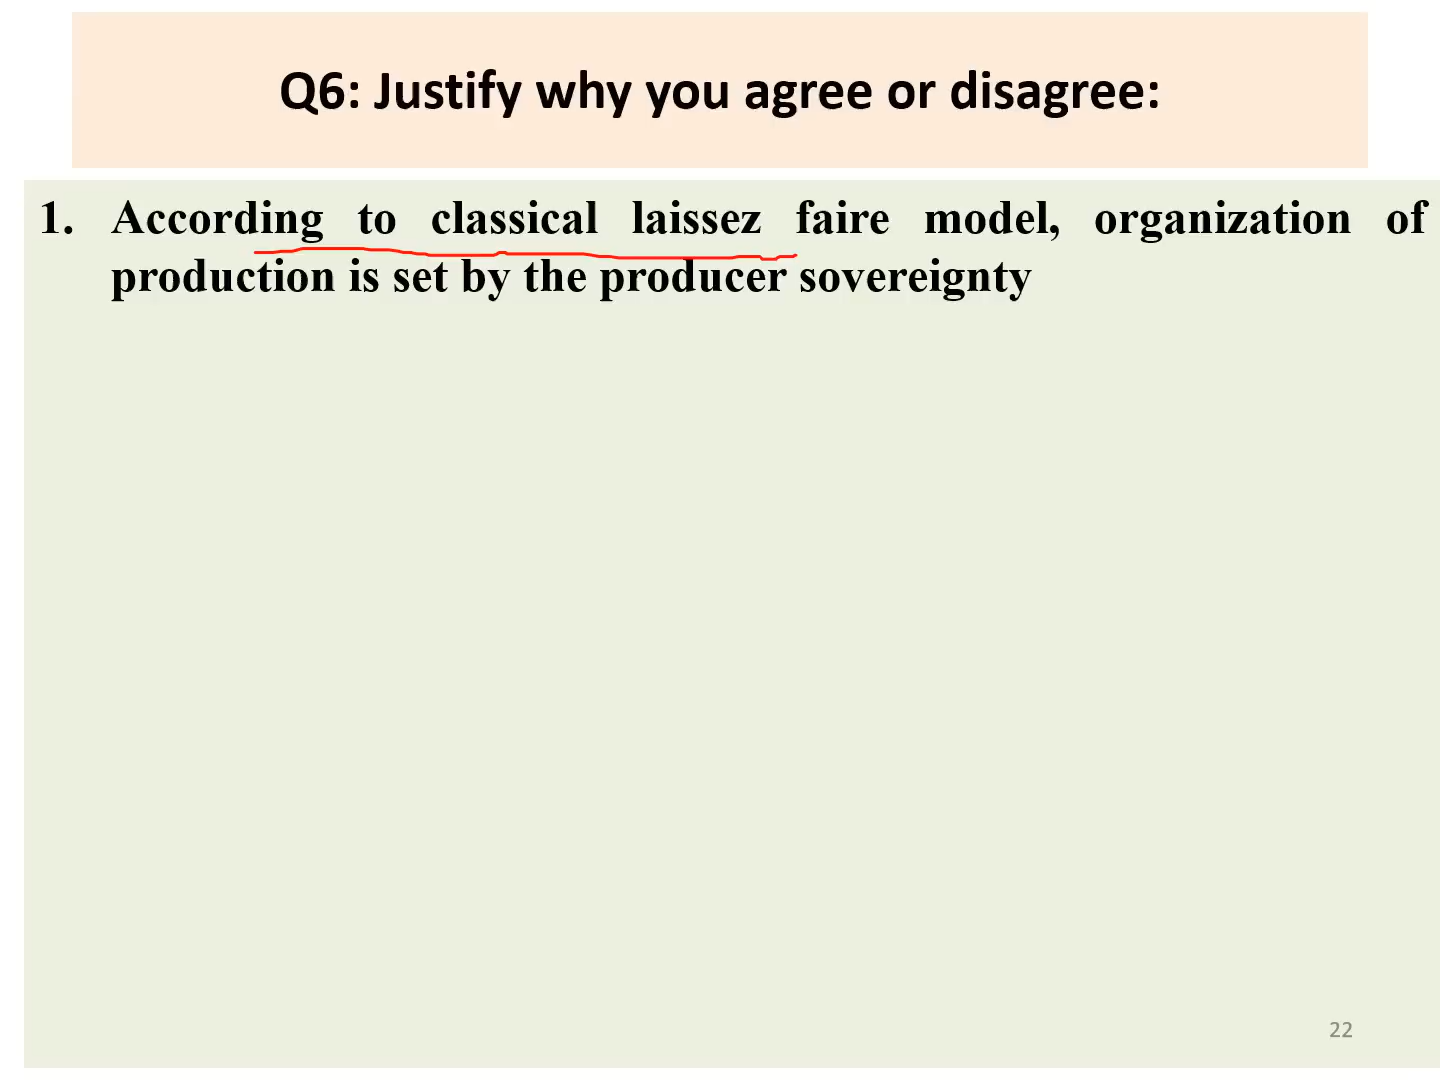 Q6: Justify why you agree or disagree:
1. According to classical laissez faire model, organization of
production is set by the producer sovereignty
22